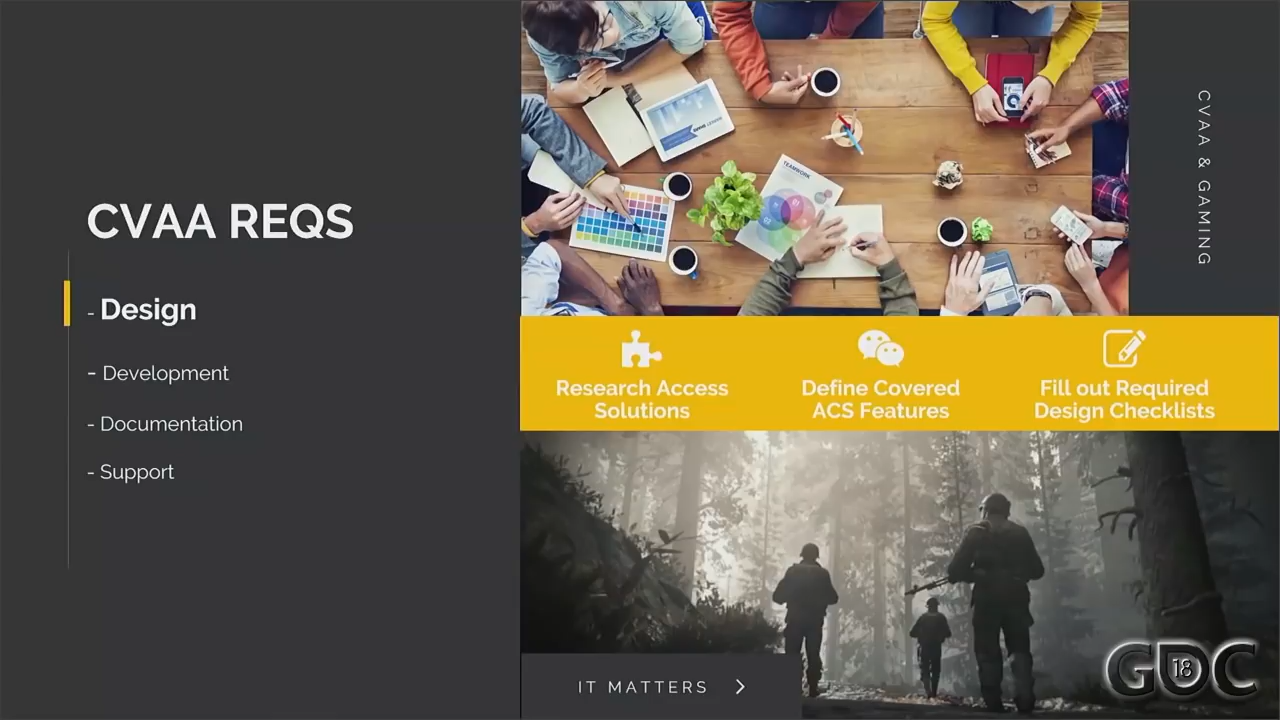 CVAA REQS
- Design
- Development
- Documentation
- Support
TEAMWORK
CVAA & GAMING
Research Access
Solutions
Define Covered
ACS Features
Fill out Required
Design Checklists
IT MATTERS
GDC
18